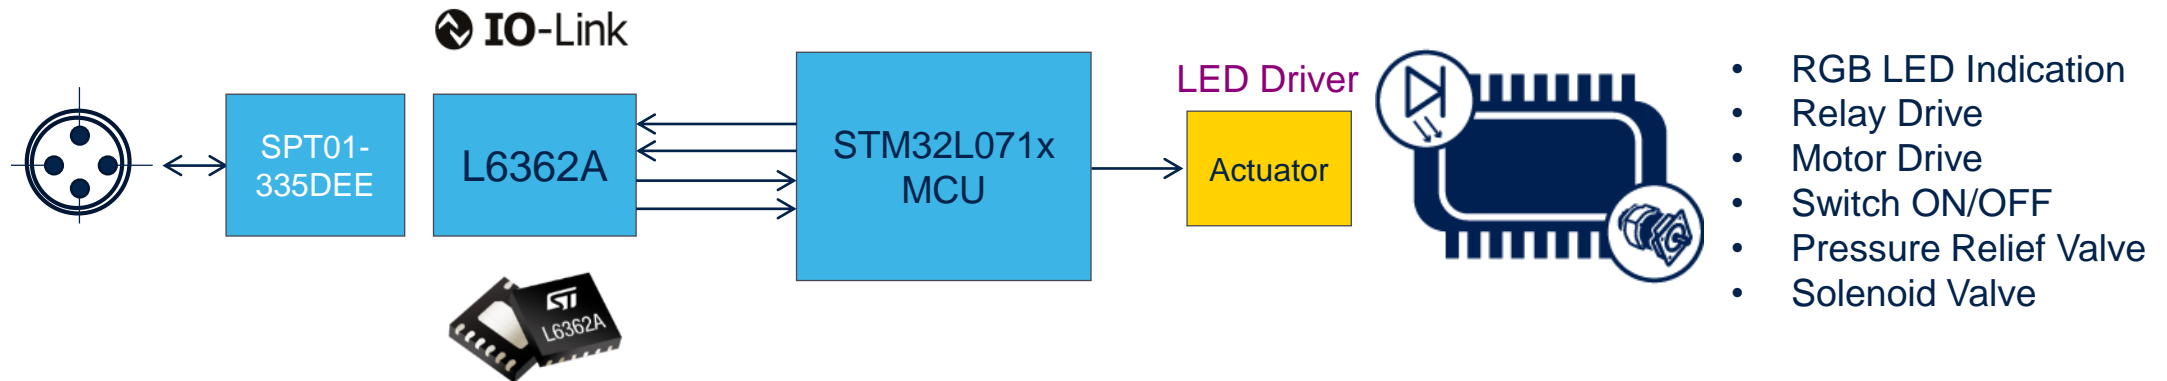 IO-Link
SPT01-
335DEE
L6362A
STM32L071x
MCU
LED Driver
Actuator
• RGB LED Indication
• Relay Drive
• Motor Drive
• Switch ON/OFF
• Pressure Relief Valve
• Solenoid Valve
ST
L6362A